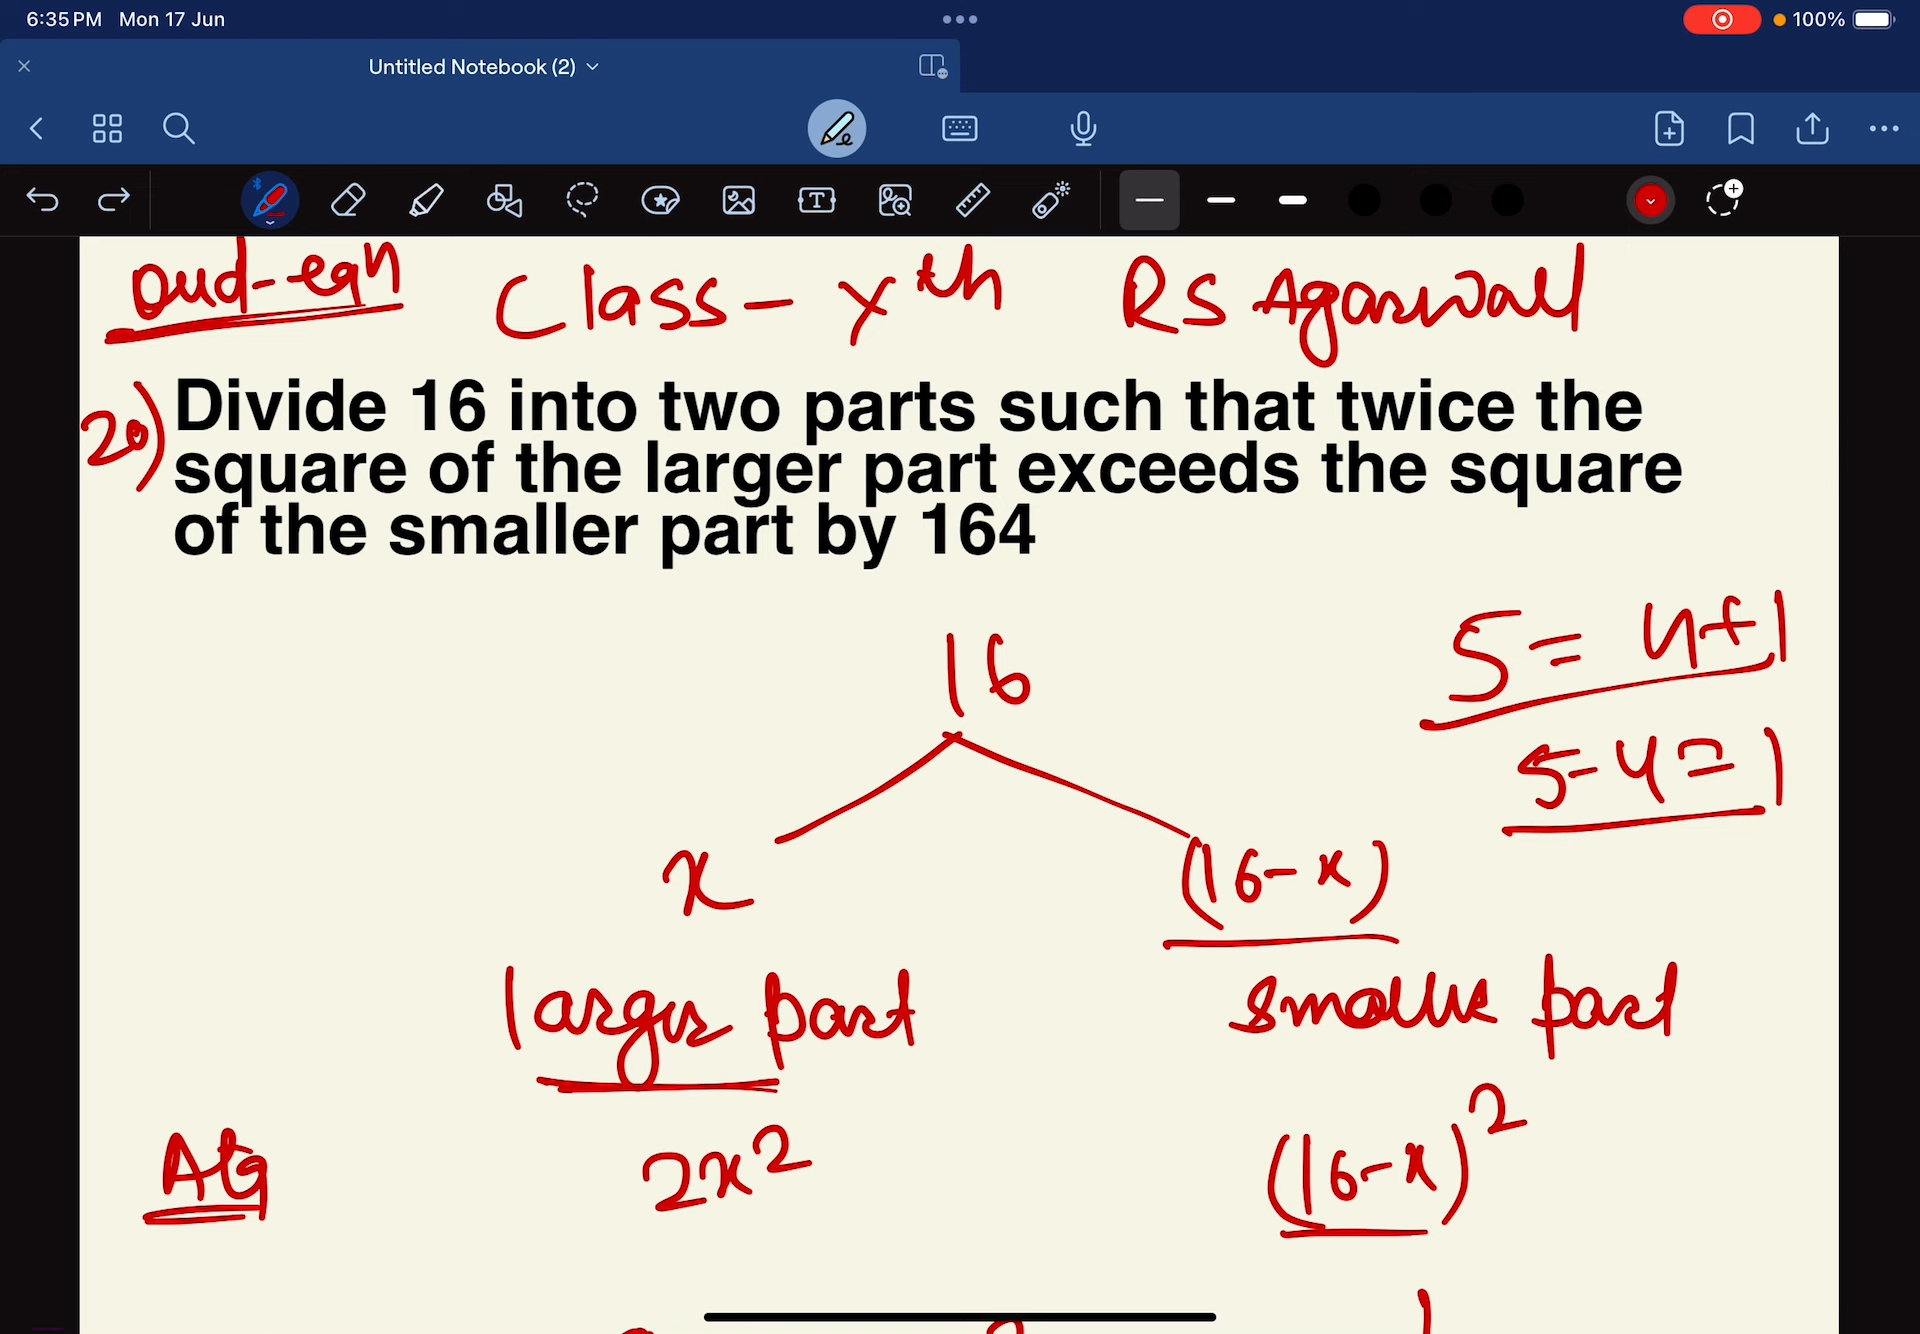 6:35 PM Mon 17 Jun
100%
Untitled Notebook (2)
Qud-eqn Class - Xth RS Agarwall
20) Divide 16 into two parts such that twice the
square of the larger part exceeds the square
of the smaller part by 164
5 = 4+1
16
5-4=1
x (16-x)
larger part smaller part
AtQ 2x² (16-x)²